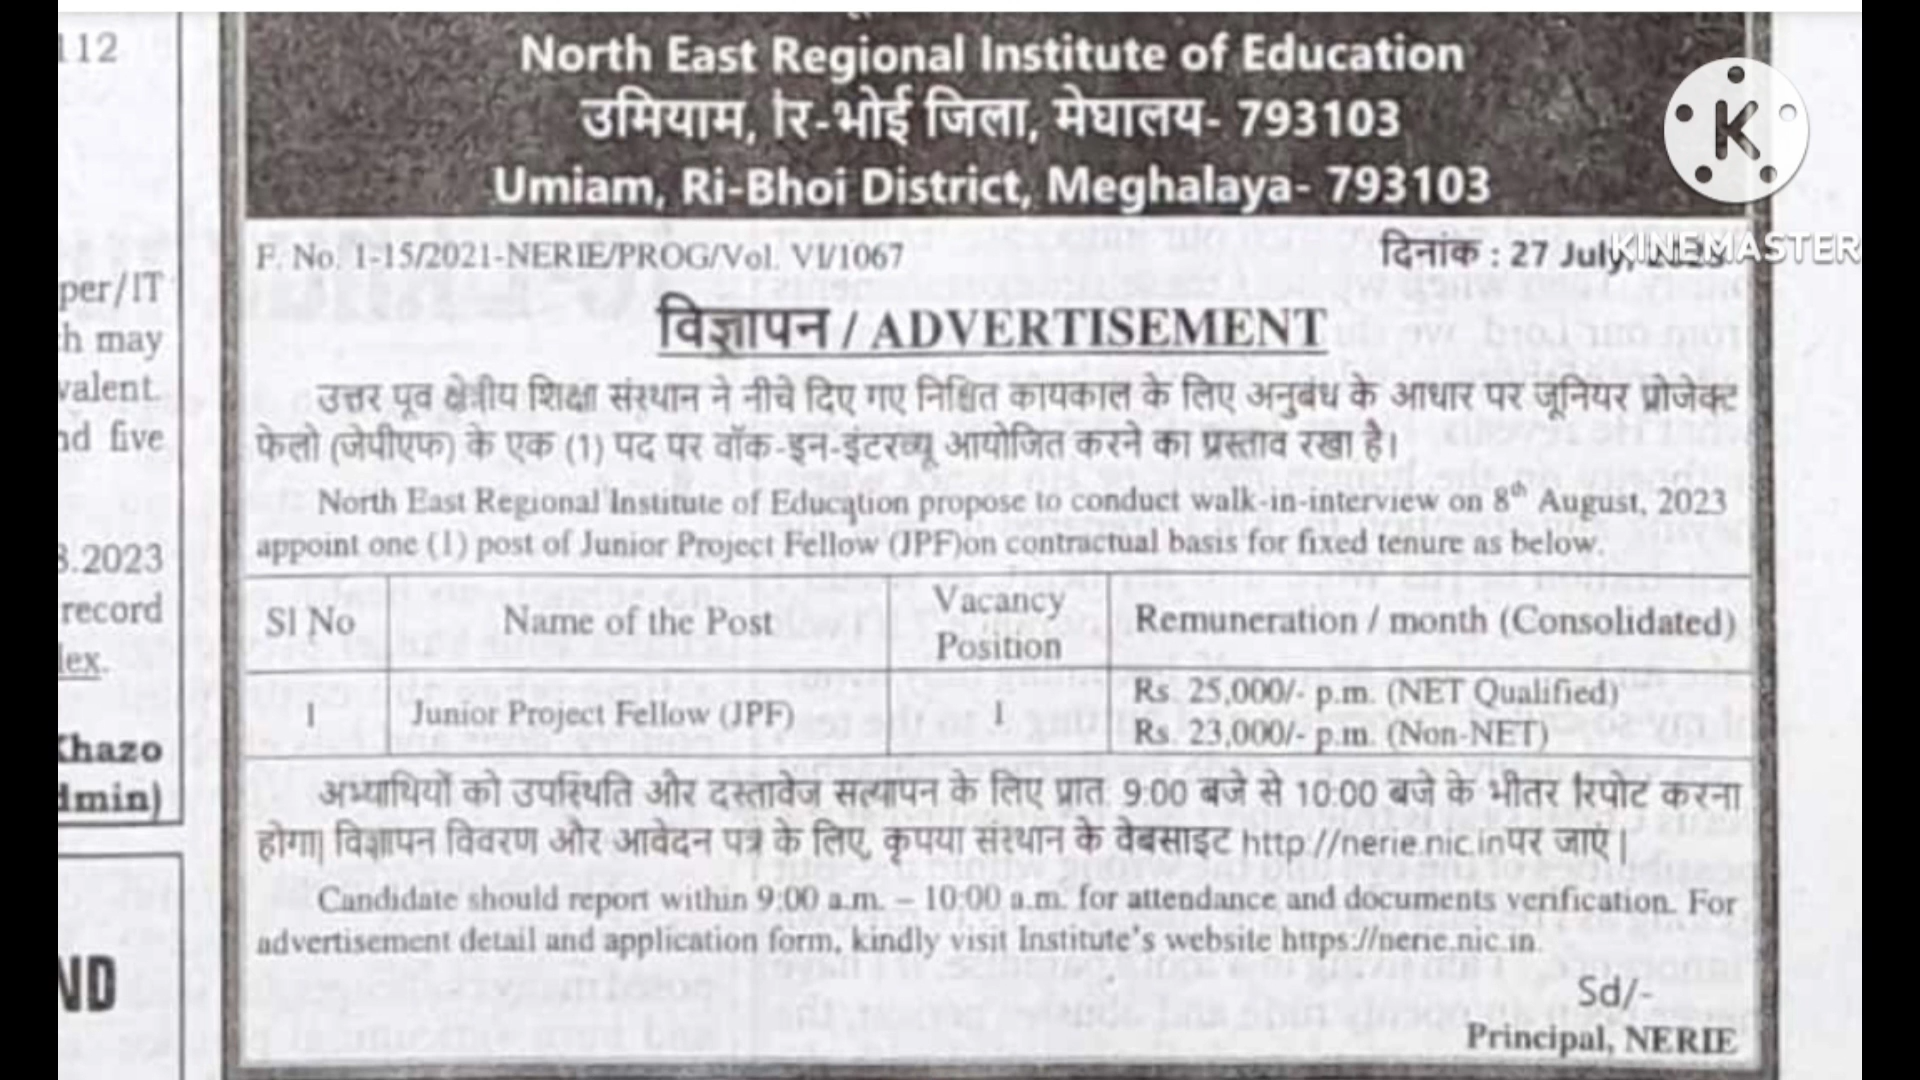 112
per/IT
ch may
valent.
nd five
8.2023
record
lex.
Khazo
dmin)
ND
North East Regional Institute of Education
उमियाम, रि-भोई जिला, मेघालय- 793103
Umiam, Ri-Bhoi District, Meghalaya- 793103
F. No. 1-15/2021-NERIE/PROG/Vol. VI/1067
दिनांक : 27 July, 2023
विज्ञापन / ADVERTISEMENT
उत्तर पूव क्षेत्रीय शिक्षा संस्थान ने नीचे दिए गए निश्चित कायकाल के लिए अनुबंध के आधार पर जूनियर प्रोजेक्ट
फेलो (जेपीएफ) के एक (1) पद पर वॉक-इन-इंटरव्यू आयोजित करने का प्रस्ताव रखा है।
North East Regional Institute of Education propose to conduct walk-in-interview on 8th August, 2023
appoint one (1) post of Junior Project Fellow (JPF)on contractual basis for fixed tenure as below.
Sl No Name of the Post Vacancy Position Remuneration / month (Consolidated)
1 Junior Project Fellow (JPF) 1 Rs. 25,000/- p.m. (NET Qualified)
Rs. 23,000/- p.m. (Non-NET)
अभ्याथियों को उपस्थिति और दस्तावेज सत्यापन के लिए प्रात 9:00 बजे से 10:00 बजे के भीतर रिपोट करना
होगा| विज्ञापन विवरण और आवेदन पत्र के लिए, कृपया संस्थान के वेबसाइट http://nerie.nic.inपर जाएं |
Candidate should report within 9:00 a.m. – 10:00 a.m. for attendance and documents verification. For
advertisement detail and application form, kindly visit Institute's website https://nerie.nic.in.
Sd/-
Principal, NERIE
K
KINEMASTER